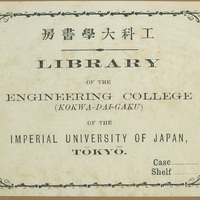 房書學大科工
LIBRARY
OF THE
ENGINEERING COLLEGE
(KOKWA-DAI-GAKU)
OF THE
IMPERIAL UNIVERSITY OF JAPAN,
TŌKYŌ.
Case
Shelf